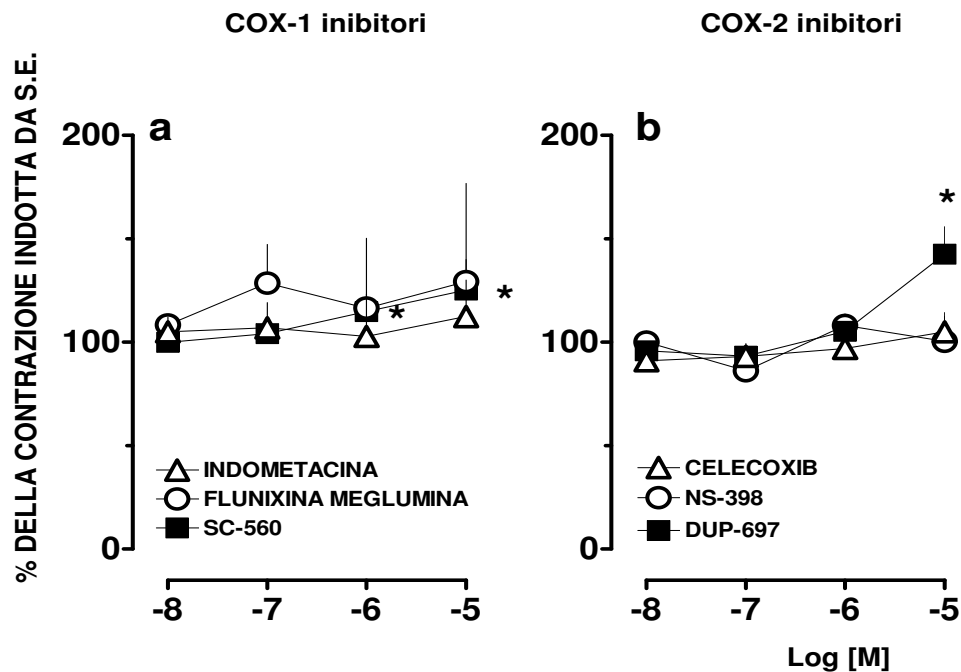 COX-1 inibitori
COX-2 inibitori
% DELLA CONTRAZIONE INDOTTA DA S.E.
a
200
100
0
*
*
INDOMETACINA
FLUNIXINA MEGLUMINA
SC-560
-8 -7 -6 -5
b
200
100
0
*
CELECOXIB
NS-398
DUP-697
-8 -7 -6 -5
Log [M]